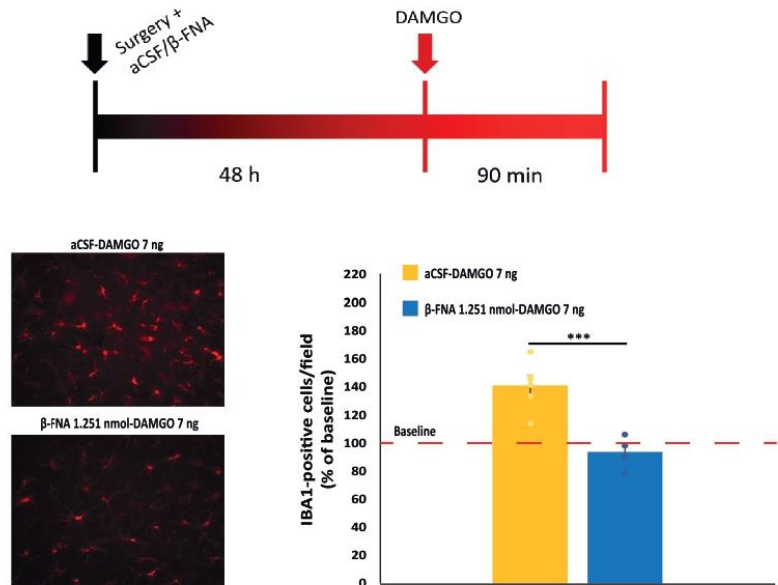 Surgery +
aCSF/β-FNA
DAMGO
48 h
90 min
aCSF-DAMGO 7 ng
β-FNA 1.251 nmol-DAMGO 7 ng
IBA1-positive cells/field
(% of baseline)
220
200
180
160
140
120
100
80
60
40
20
0
aCSF-DAMGO 7 ng
β-FNA 1.251 nmol-DAMGO 7 ng
***
Baseline